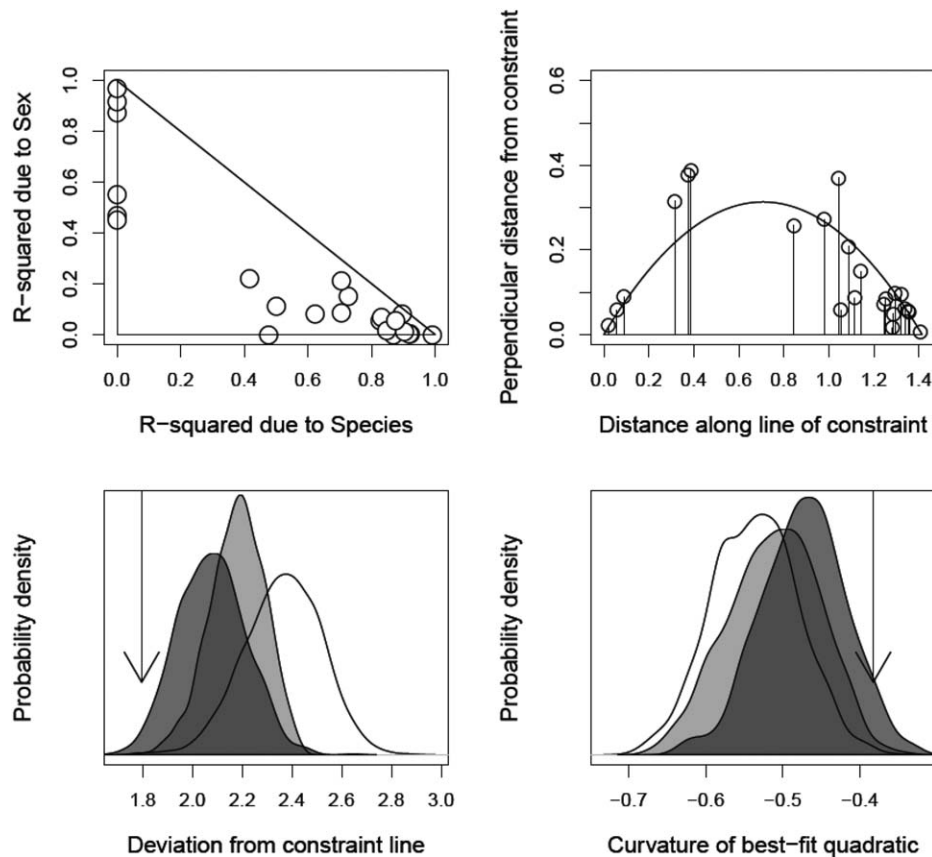 R-squared due to Sex
1.0
0.8
0.6
0.4
0.2
0.0
0.0 0.2 0.4 0.6 0.8 1.0
R-squared due to Species
Perpendicular distance from constraint
0.6
0.4
0.2
0.0
0.0 0.2 0.4 0.6 0.8 1.0 1.2 1.4
Distance along line of constraint
Probability density
1.8 2.0 2.2 2.4 2.6 2.8 3.0
Deviation from constraint line
Probability density
-0.7 -0.6 -0.5 -0.4
Curvature of best-fit quadratic